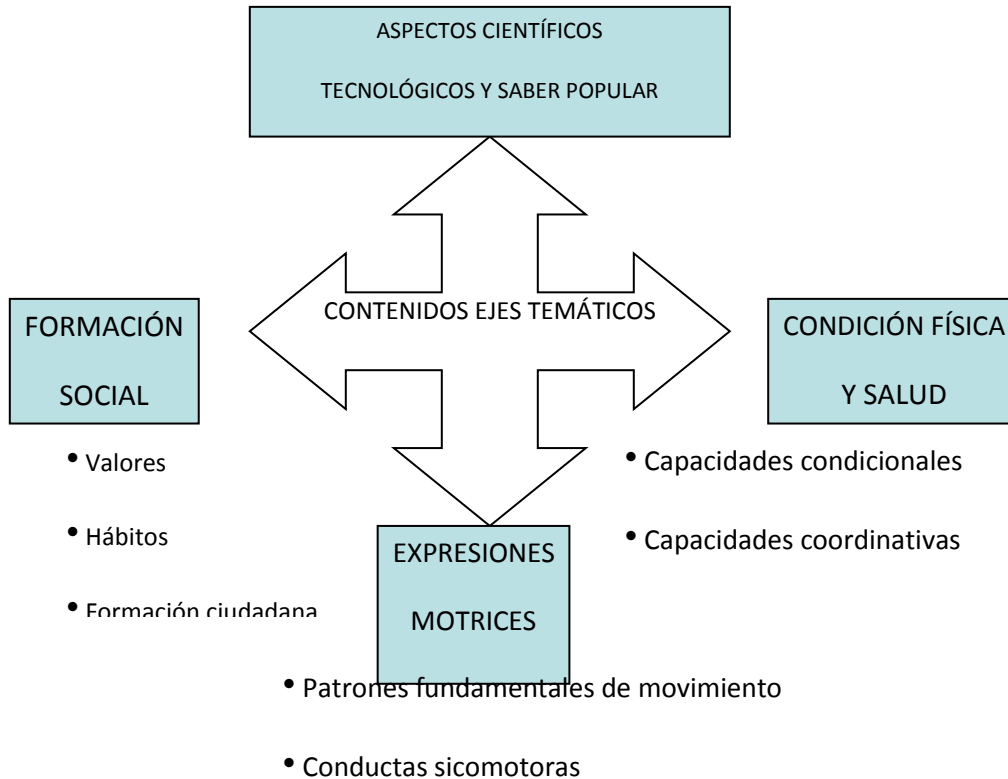 ASPECTOS CIENTÍFICOS
TECNOLÓGICOS Y SABER POPULAR
CONTENIDOS EJES TEMÁTICOS
FORMACIÓN
SOCIAL
• Valores
• Hábitos
• Formación ciudadana
CONDICIÓN FÍSICA
Y SALUD
• Capacidades condicionales
• Capacidades coordinativas
EXPRESIONES
MOTRICES
• Patrones fundamentales de movimiento
• Conductas sicomotoras